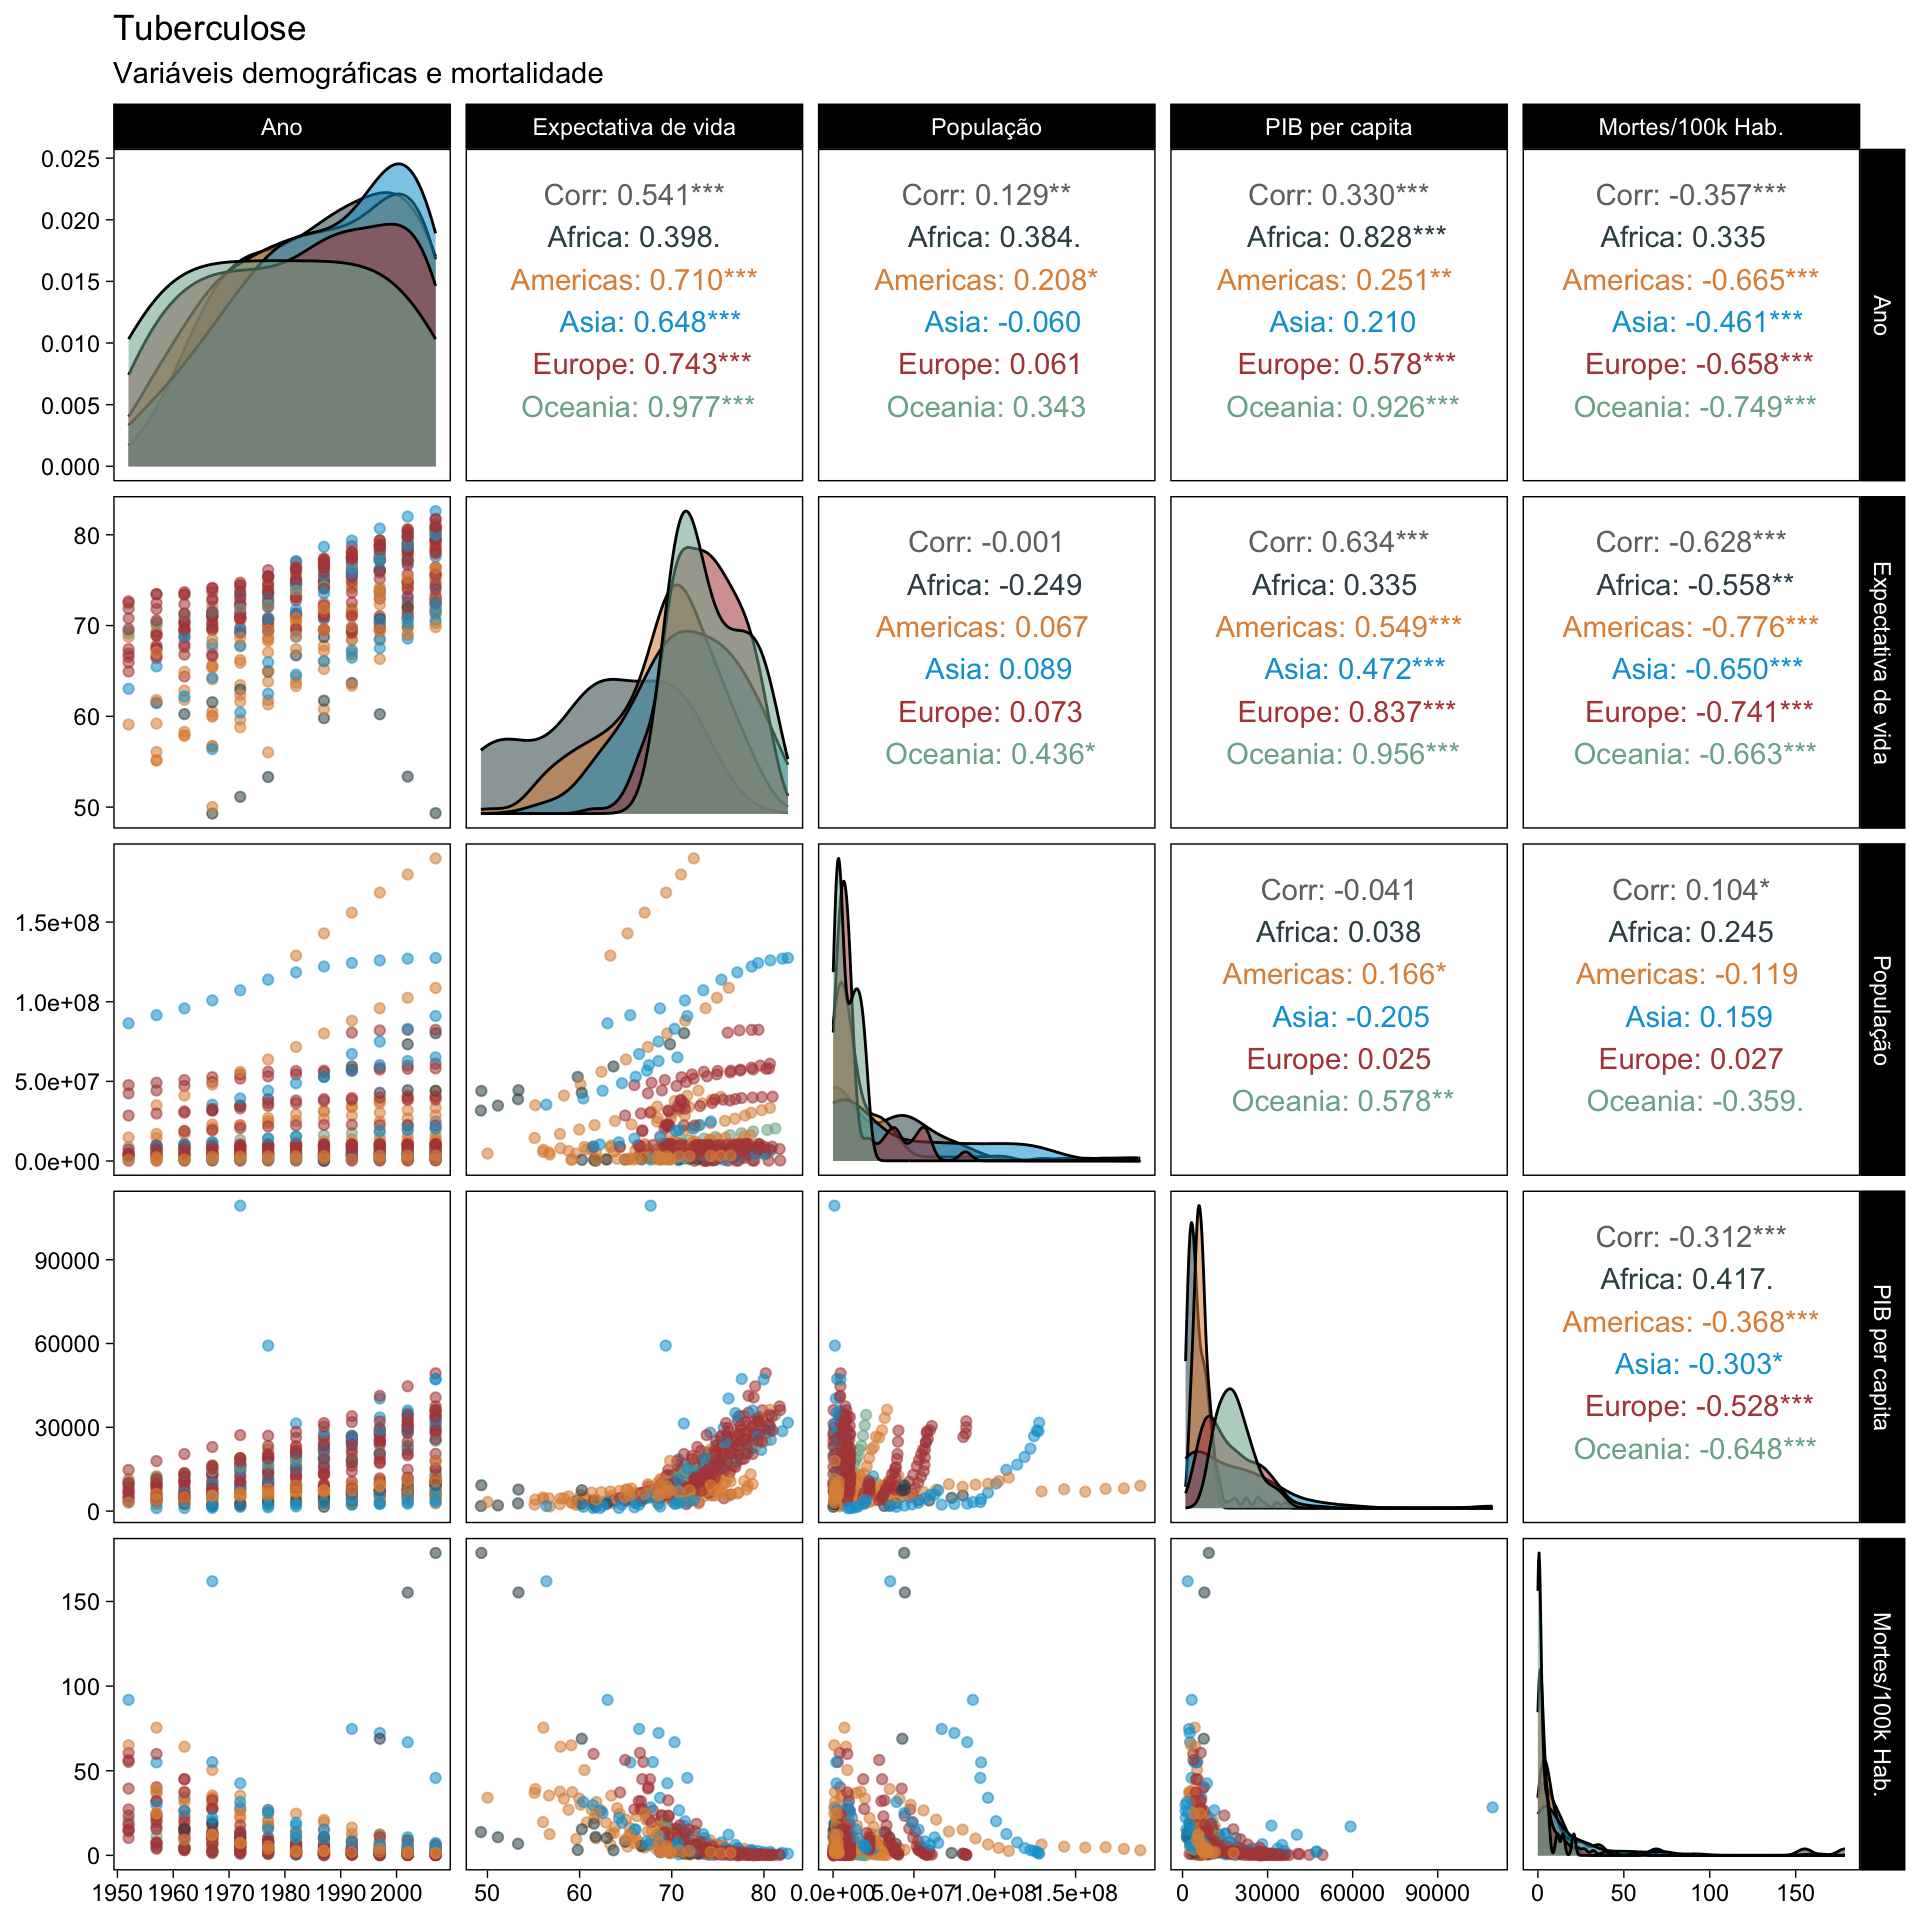 Tuberculose
Variáveis demográficas e mortalidade
Ano
Expectativa de vida
População
PIB per capita
Mortes/100k Hab.
0.025
0.020
0.015
0.010
0.005
0.000
Corr: 0.541***
Africa: 0.398.
Americas: 0.710***
Asia: 0.648***
Europe: 0.743***
Oceania: 0.977***
Corr: 0.129**
Africa: 0.384.
Americas: 0.208*
Asia: -0.060
Europe: 0.061
Oceania: 0.343
Corr: 0.330***
Africa: 0.828***
Americas: 0.251**
Asia: 0.210
Europe: 0.578***
Oceania: 0.926***
Corr: -0.357***
Africa: 0.335
Americas: -0.665***
Asia: -0.461***
Europe: -0.658***
Oceania: -0.749***
Ano
80
70
60
50
Corr: -0.001
Africa: -0.249
Americas: 0.067
Asia: 0.089
Europe: 0.073
Oceania: 0.436*
Corr: 0.634***
Africa: 0.335
Americas: 0.549***
Asia: 0.472***
Europe: 0.837***
Oceania: 0.956***
Corr: -0.628***
Africa: -0.558**
Americas: -0.776***
Asia: -0.650***
Europe: -0.741***
Oceania: -0.663***
Expectativa de vida
1.5e+08
1.0e+08
5.0e+07
0.0e+00
Corr: -0.041
Africa: 0.038
Americas: 0.166*
Asia: -0.205
Europe: 0.025
Oceania: 0.578**
Corr: 0.104*
Africa: 0.245
Americas: -0.119
Asia: 0.159
Europe: 0.027
Oceania: -0.359.
População
90000
60000
30000
0
Corr: -0.312***
Africa: 0.417.
Americas: -0.368***
Asia: -0.303*
Europe: -0.528***
Oceania: -0.648***
PIB per capita
150
100
50
0
Mortes/100k Hab.
1950 1960 1970 1980 1990 2000
50 60 70 80
0.0e+00 5.0e+07 1.0e+08 1.5e+08
0 30000 60000 90000
0 50 100 150